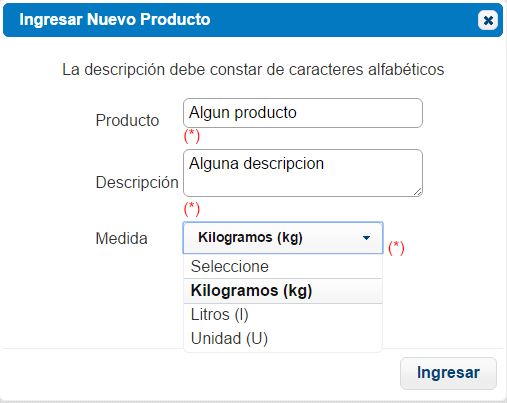 Ingresar Nuevo Producto
La descripción debe constar de caracteres alfabéticos
Producto
Algun producto
(*)
Descripción
Alguna descripcion
(*)
Medida
Kilogramos (kg)
(*)
Seleccione
Kilogramos (kg)
Litros (l)
Unidad (U)
Ingresar